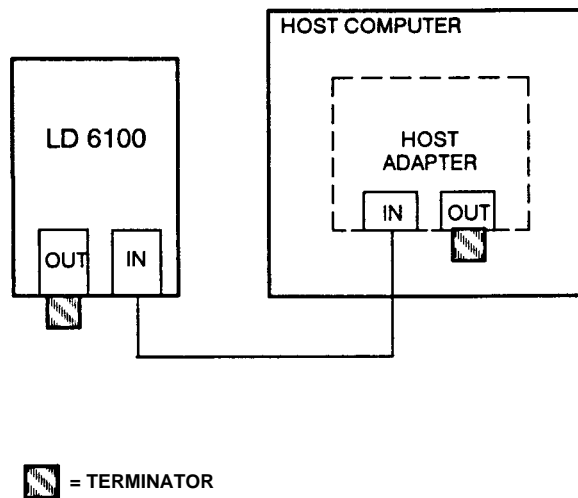 HOST COMPUTER
LD 6100
HOST
ADAPTER
IN
OUT
OUT
IN
= TERMINATOR